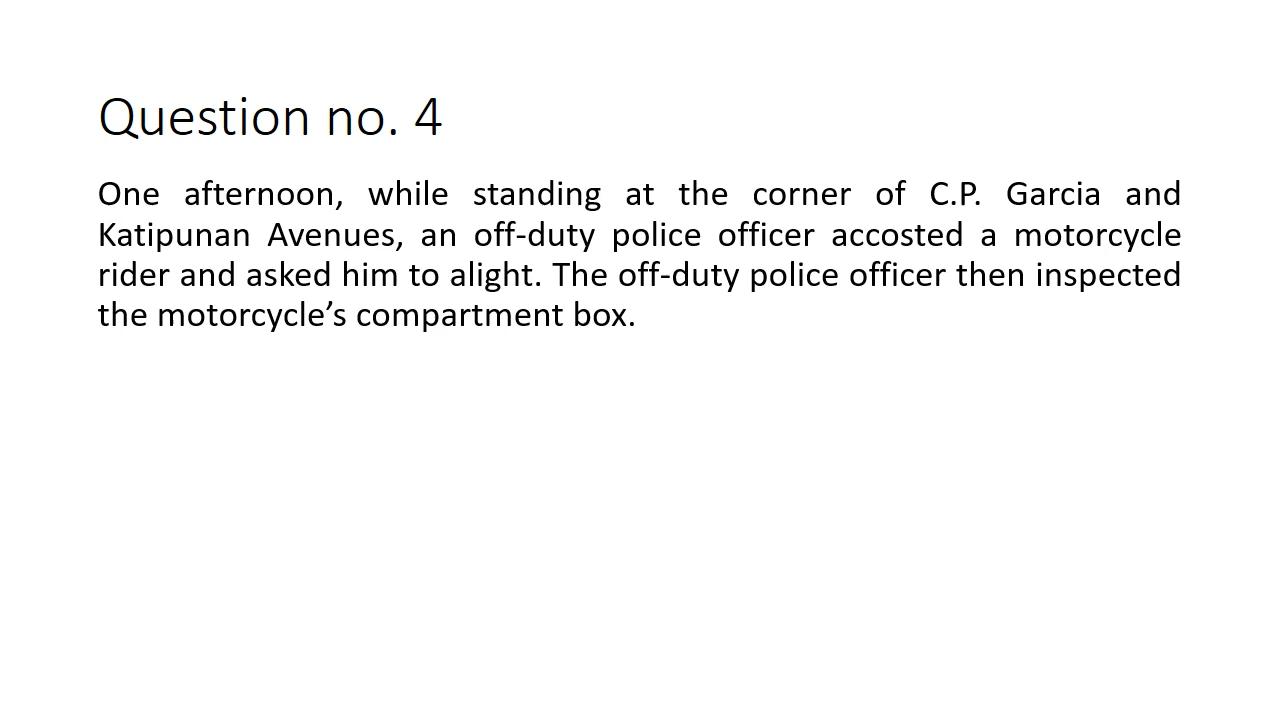 Question no. 4
One afternoon, while standing at the corner of C.P. Garcia and
Katipunan Avenues, an off-duty police officer accosted a motorcycle
rider and asked him to alight. The off-duty police officer then inspected
the motorcycle’s compartment box.